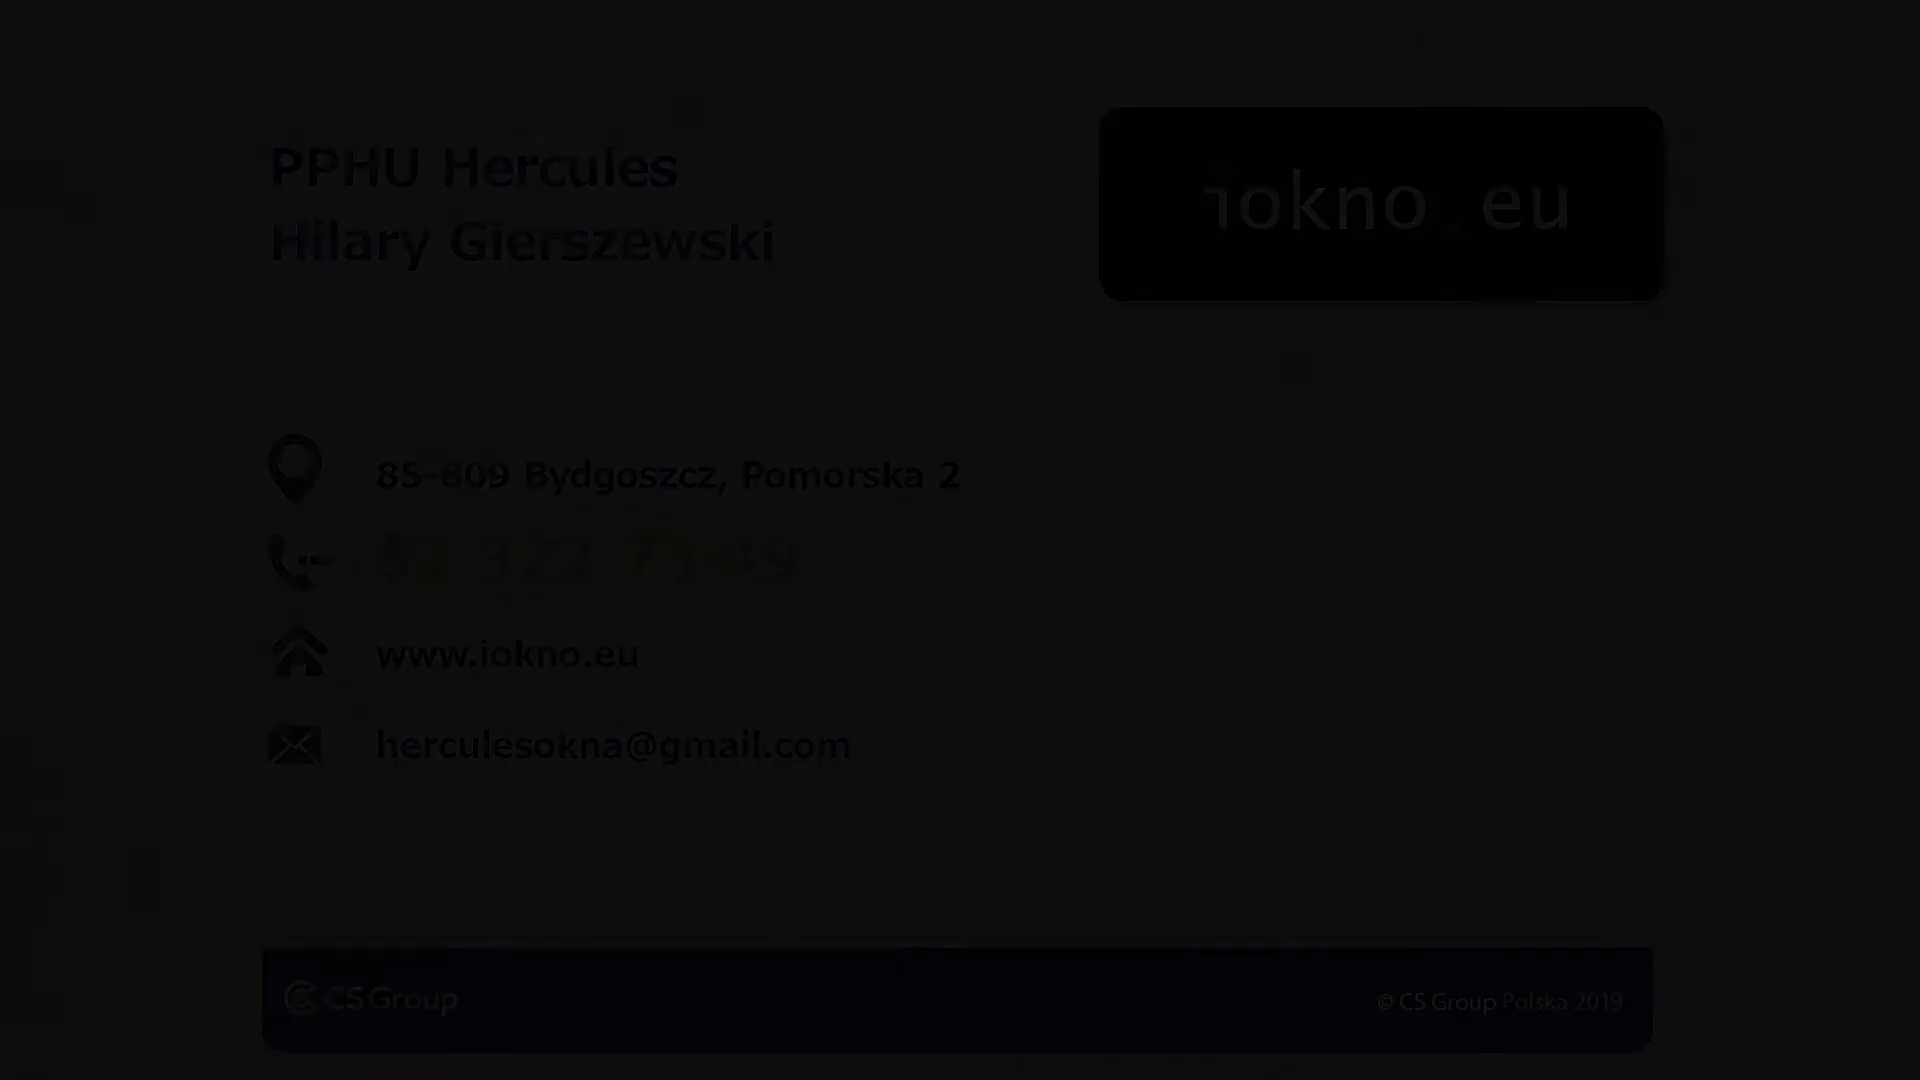 PPHU Hercules
Hilary Gierszewski
iokno.eu
85-809 Bydgoszcz, Pomorska 2
www.iokno.eu
herculesokna@gmail.com
CS Group
© CS Group Polska 2019